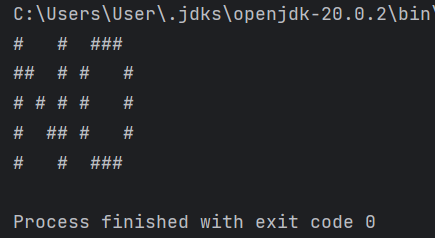 C:\Users\User\.jdks\openjdk-20.0.2\bin\
#   #  ###
##  # #   #
# # # #   #
#  ## #   #
#   #  ###
Process finished with exit code 0